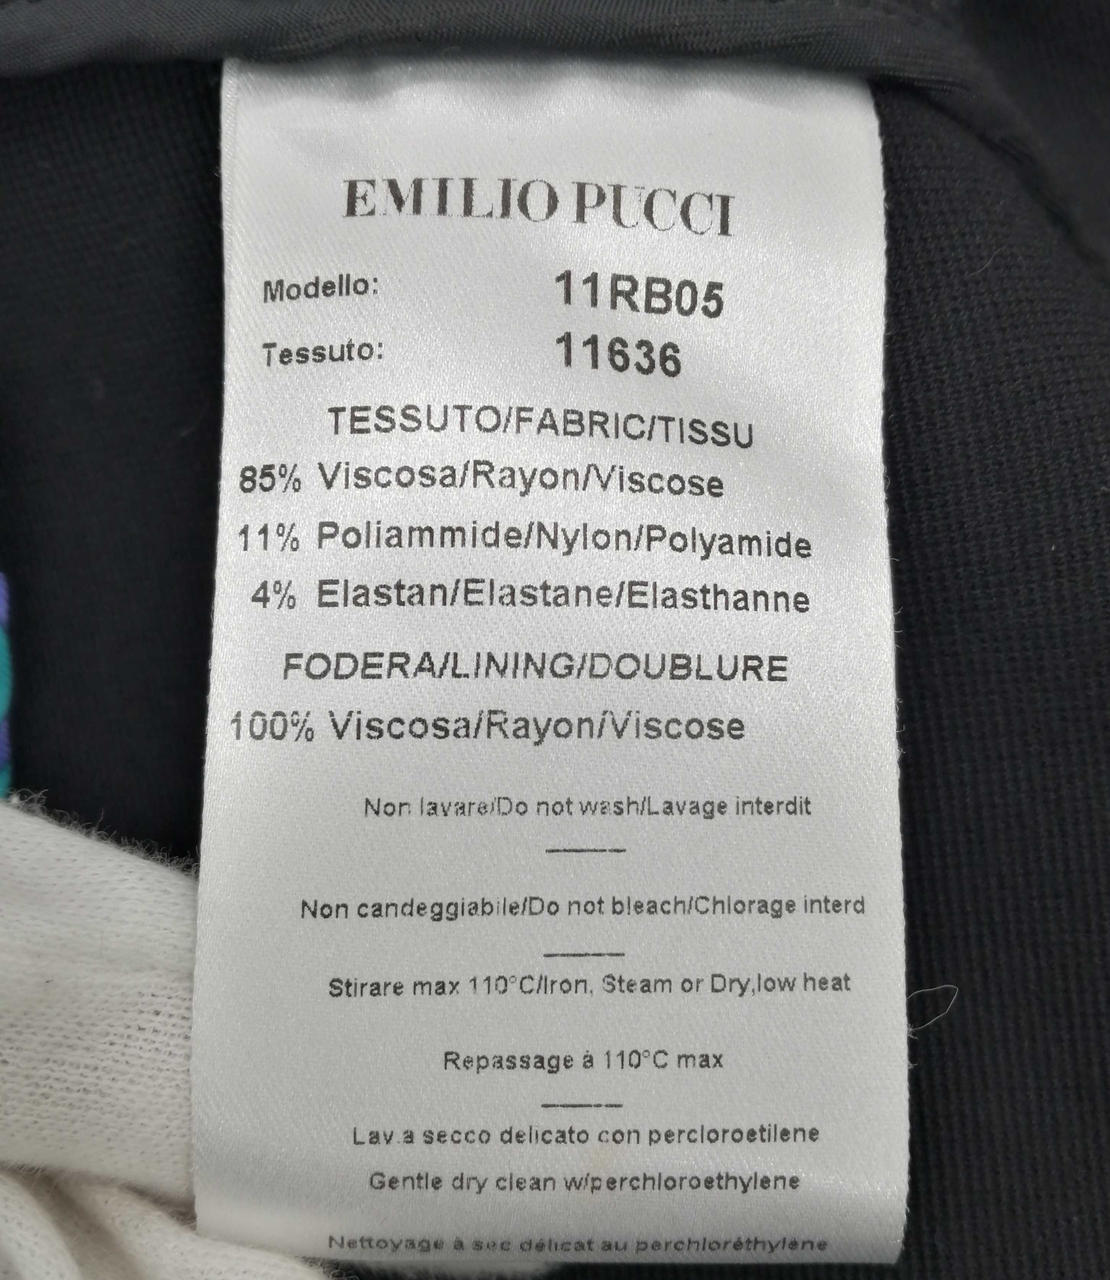 EMILIO PUCCI
Modello: 11RB05
Tessuto: 11636
TESSUTO/FABRIC/TISSU
85% Viscosa/Rayon/Viscose
11% Poliammide/Nylon/Polyamide
4% Elastan/Elastane/Elasthanne
FODERA/LINING/DOUBLURE
100% Viscosa/Rayon/Viscose
Non lavare/Do not wash/Lavage interdit
Non candeggiabile/Do not bleach/Chlorage interd
Stirare max 110°C/Iron, Steam or Dry,low heat
Repassage à 110°C max
Lav.a secco delicato con percloroetilene
Gentle dry clean w/perchloroethylene
Nettoyage à sec délicat au perchloréthylène